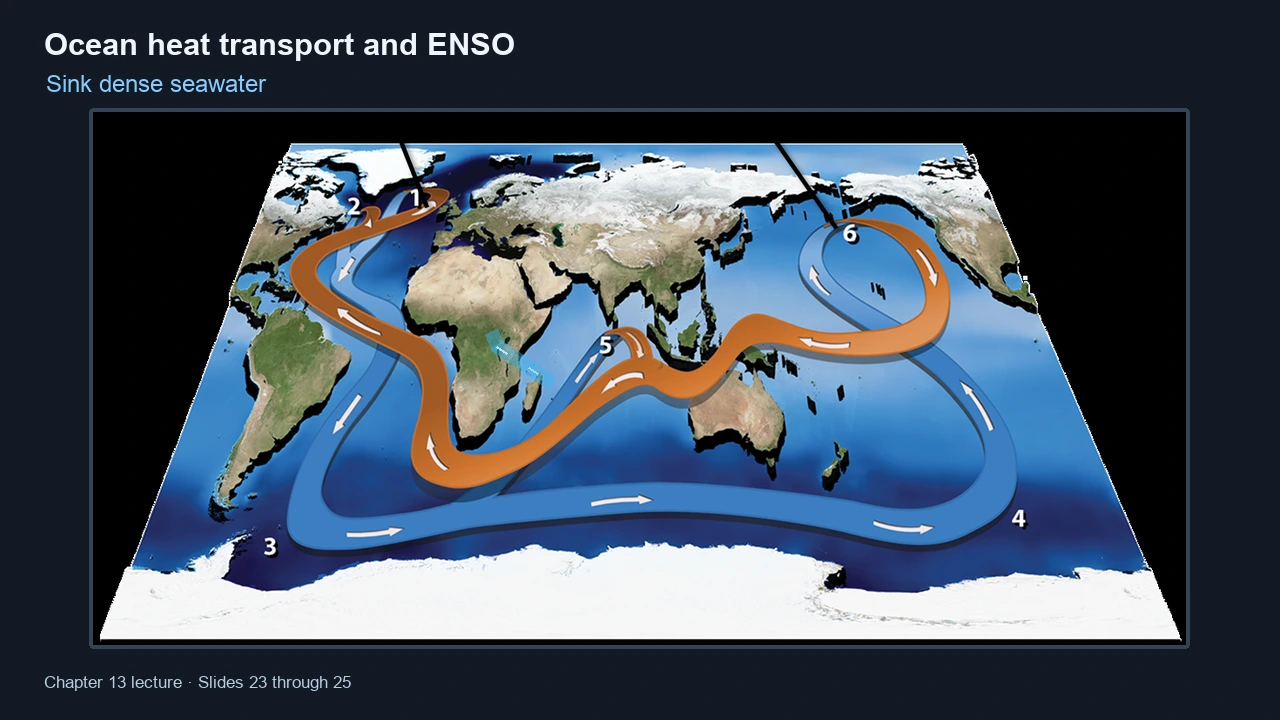 Ocean heat transport and ENSO
Sink dense seawater
1
2
6
5
4
3
Chapter 13 lecture · Slides 23 through 25